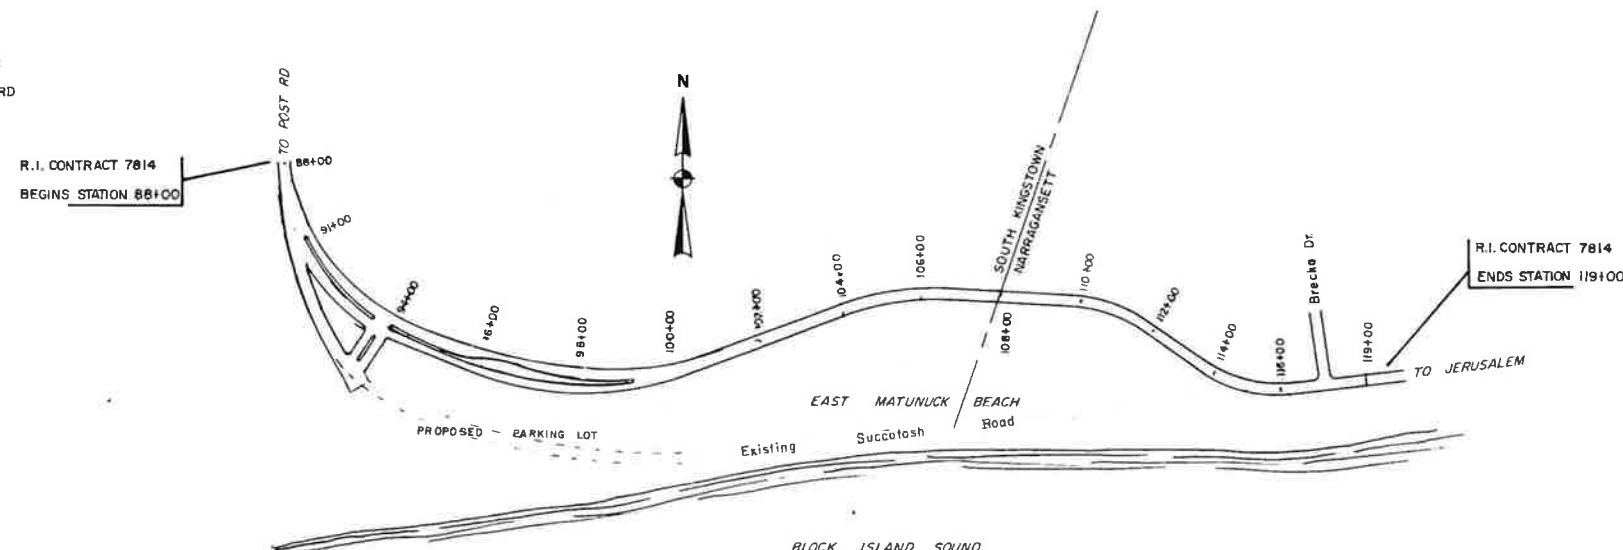 RD
TO POST RD
N
R.I. CONTRACT 7814
BEGINS STATION 88+00
88+00
91+00
94+00
96+00
98+00
100+00
102+00
104+00
106+00
SOUTH KINGSTOWN
NARRAGANSETT
108+00
110+00
112+00
114+00
116+00
Brecka Dr.
119+00
R.I. CONTRACT 7814
ENDS STATION 119+00
TO JERUSALEM
EAST MATUNUCK BEACH
PROPOSED - PARKING LOT
Existing Succotash Road
BLOCK ISLAND SOUND